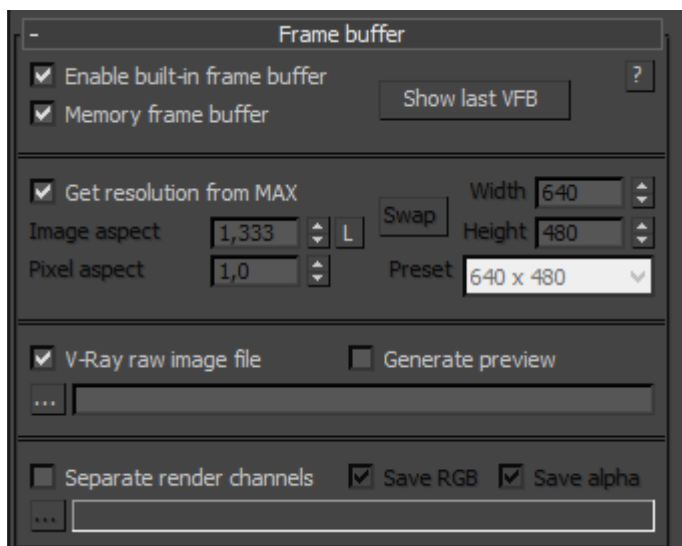 - Frame buffer
Enable built-in frame buffer
Show last VFB
?
Memory frame buffer
Get resolution from MAX
Swap
Width 640
Image aspect 1,333 L
Height 480
Pixel aspect 1,0
Preset 640 x 480
V-Ray raw image file
Generate preview
...
Separate render channels
Save RGB
Save alpha
...